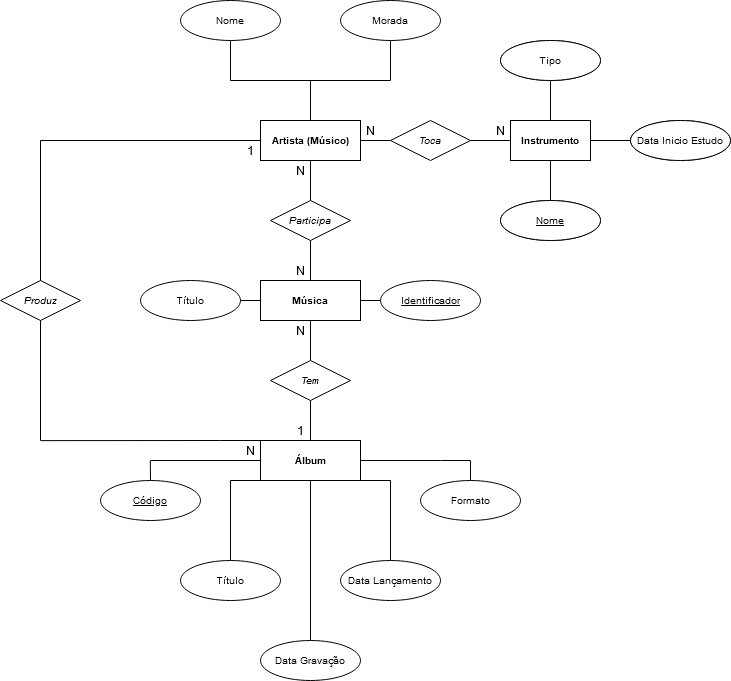 Nome
Morada
Tipo
Artista (Músico)
N
Toca
N
Instrumento
Data Inicio Estudo
1
N
Participa
Nome
N
Produz
Título
Música
Identificador
N
Tem
1
N
Álbum
Código
Formato
Título
Data Lançamento
Data Gravação